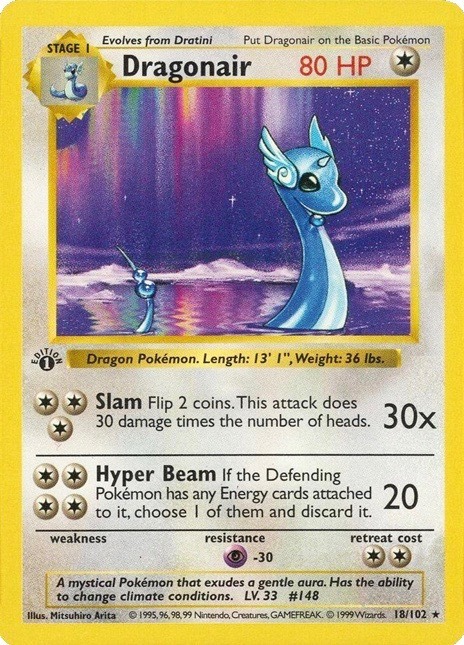 Evolves from Dratini
Put Dragonair on the Basic Pokémon
STAGE 1
Dragonair
80 HP
EDITION
1
Dragon Pokémon. Length: 13' 1", Weight: 36 lbs.
Slam Flip 2 coins. This attack does
30 damage times the number of heads.
30x
Hyper Beam If the Defending
Pokémon has any Energy cards attached
to it, choose 1 of them and discard it.
20
weakness
resistance
retreat cost
-30
A mystical Pokémon that exudes a gentle aura. Has the ability
to change climate conditions. LV. 33 #148
Illus. Mitsuhiro Arita
© 1995, 96, 98, 99 Nintendo, Creatures, GAMEFREAK. © 1999 Wizards.
18/102 ★